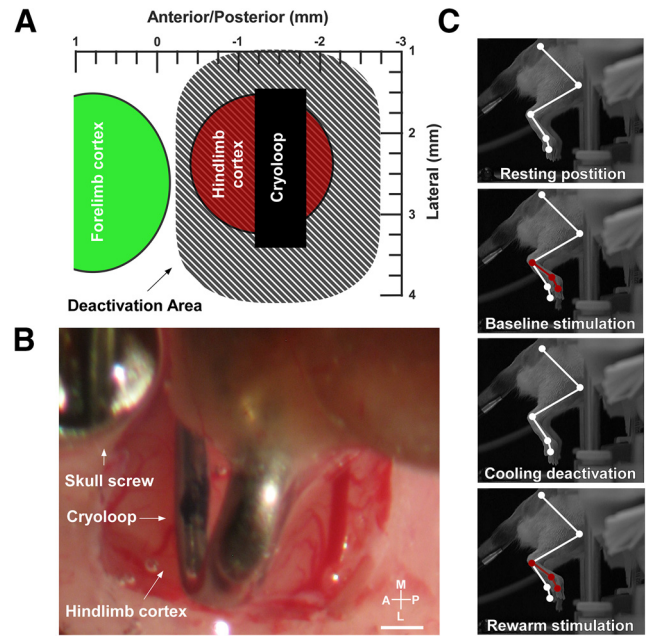 A
Anterior/Posterior (mm)
1 0 -1 -2 -3
1
2
3
4
Lateral (mm)
Forelimb cortex
Hindlimb
cortex
Cryoloop
Deactivation Area
B
Skull screw
Cryoloop
Hindlimb cortex
M
A P
L
C
Resting postition
Baseline stimulation
Cooling deactivation
Rewarm stimulation